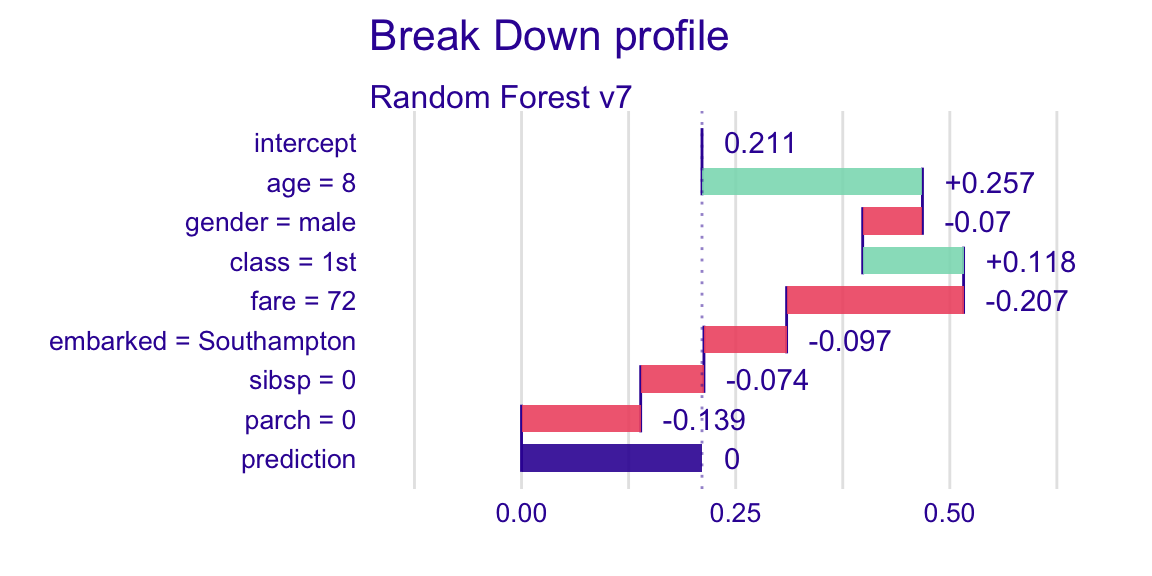 Break Down profile
Random Forest v7
intercept 0.211
age = 8 +0.257
gender = male -0.07
class = 1st +0.118
fare = 72 -0.207
embarked = Southampton -0.097
sibsp = 0 -0.074
parch = 0 -0.139
prediction 0
0.00 0.25 0.50